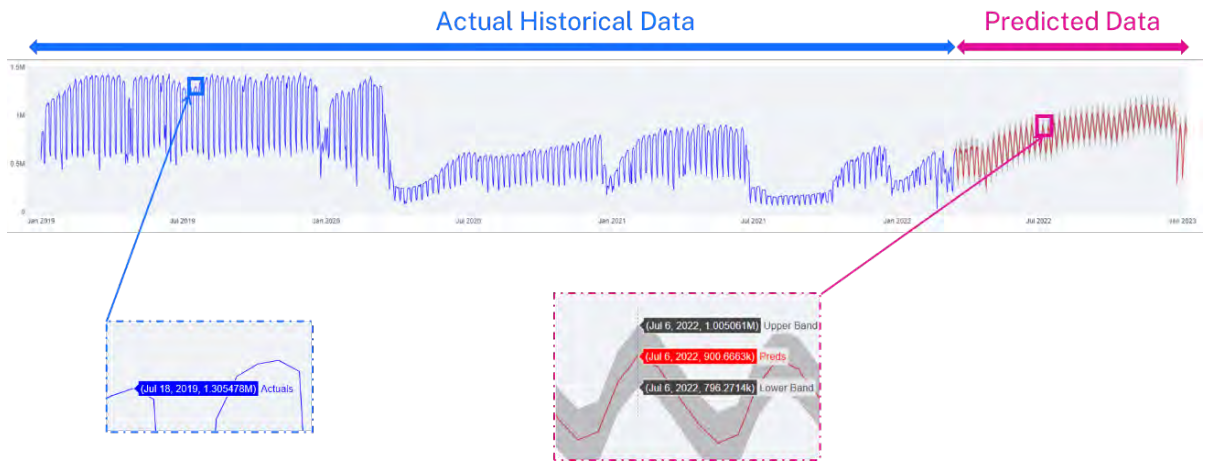 Actual Historical Data
Predicted Data
1.5M
1M
0.5M
0
Jan 2019
Jul 2019
Jan 2020
Jul 2020
Jan 2021
Jul 2021
Jan 2022
Jul 2022
Jan 2023
(Jul 18, 2019, 1.305478M) Actuals
(Jul 6, 2022, 1.005061M) Upper Band
(Jul 6, 2022, 900.6663k) Preds
(Jul 6, 2022, 796.2714k) Lower Band